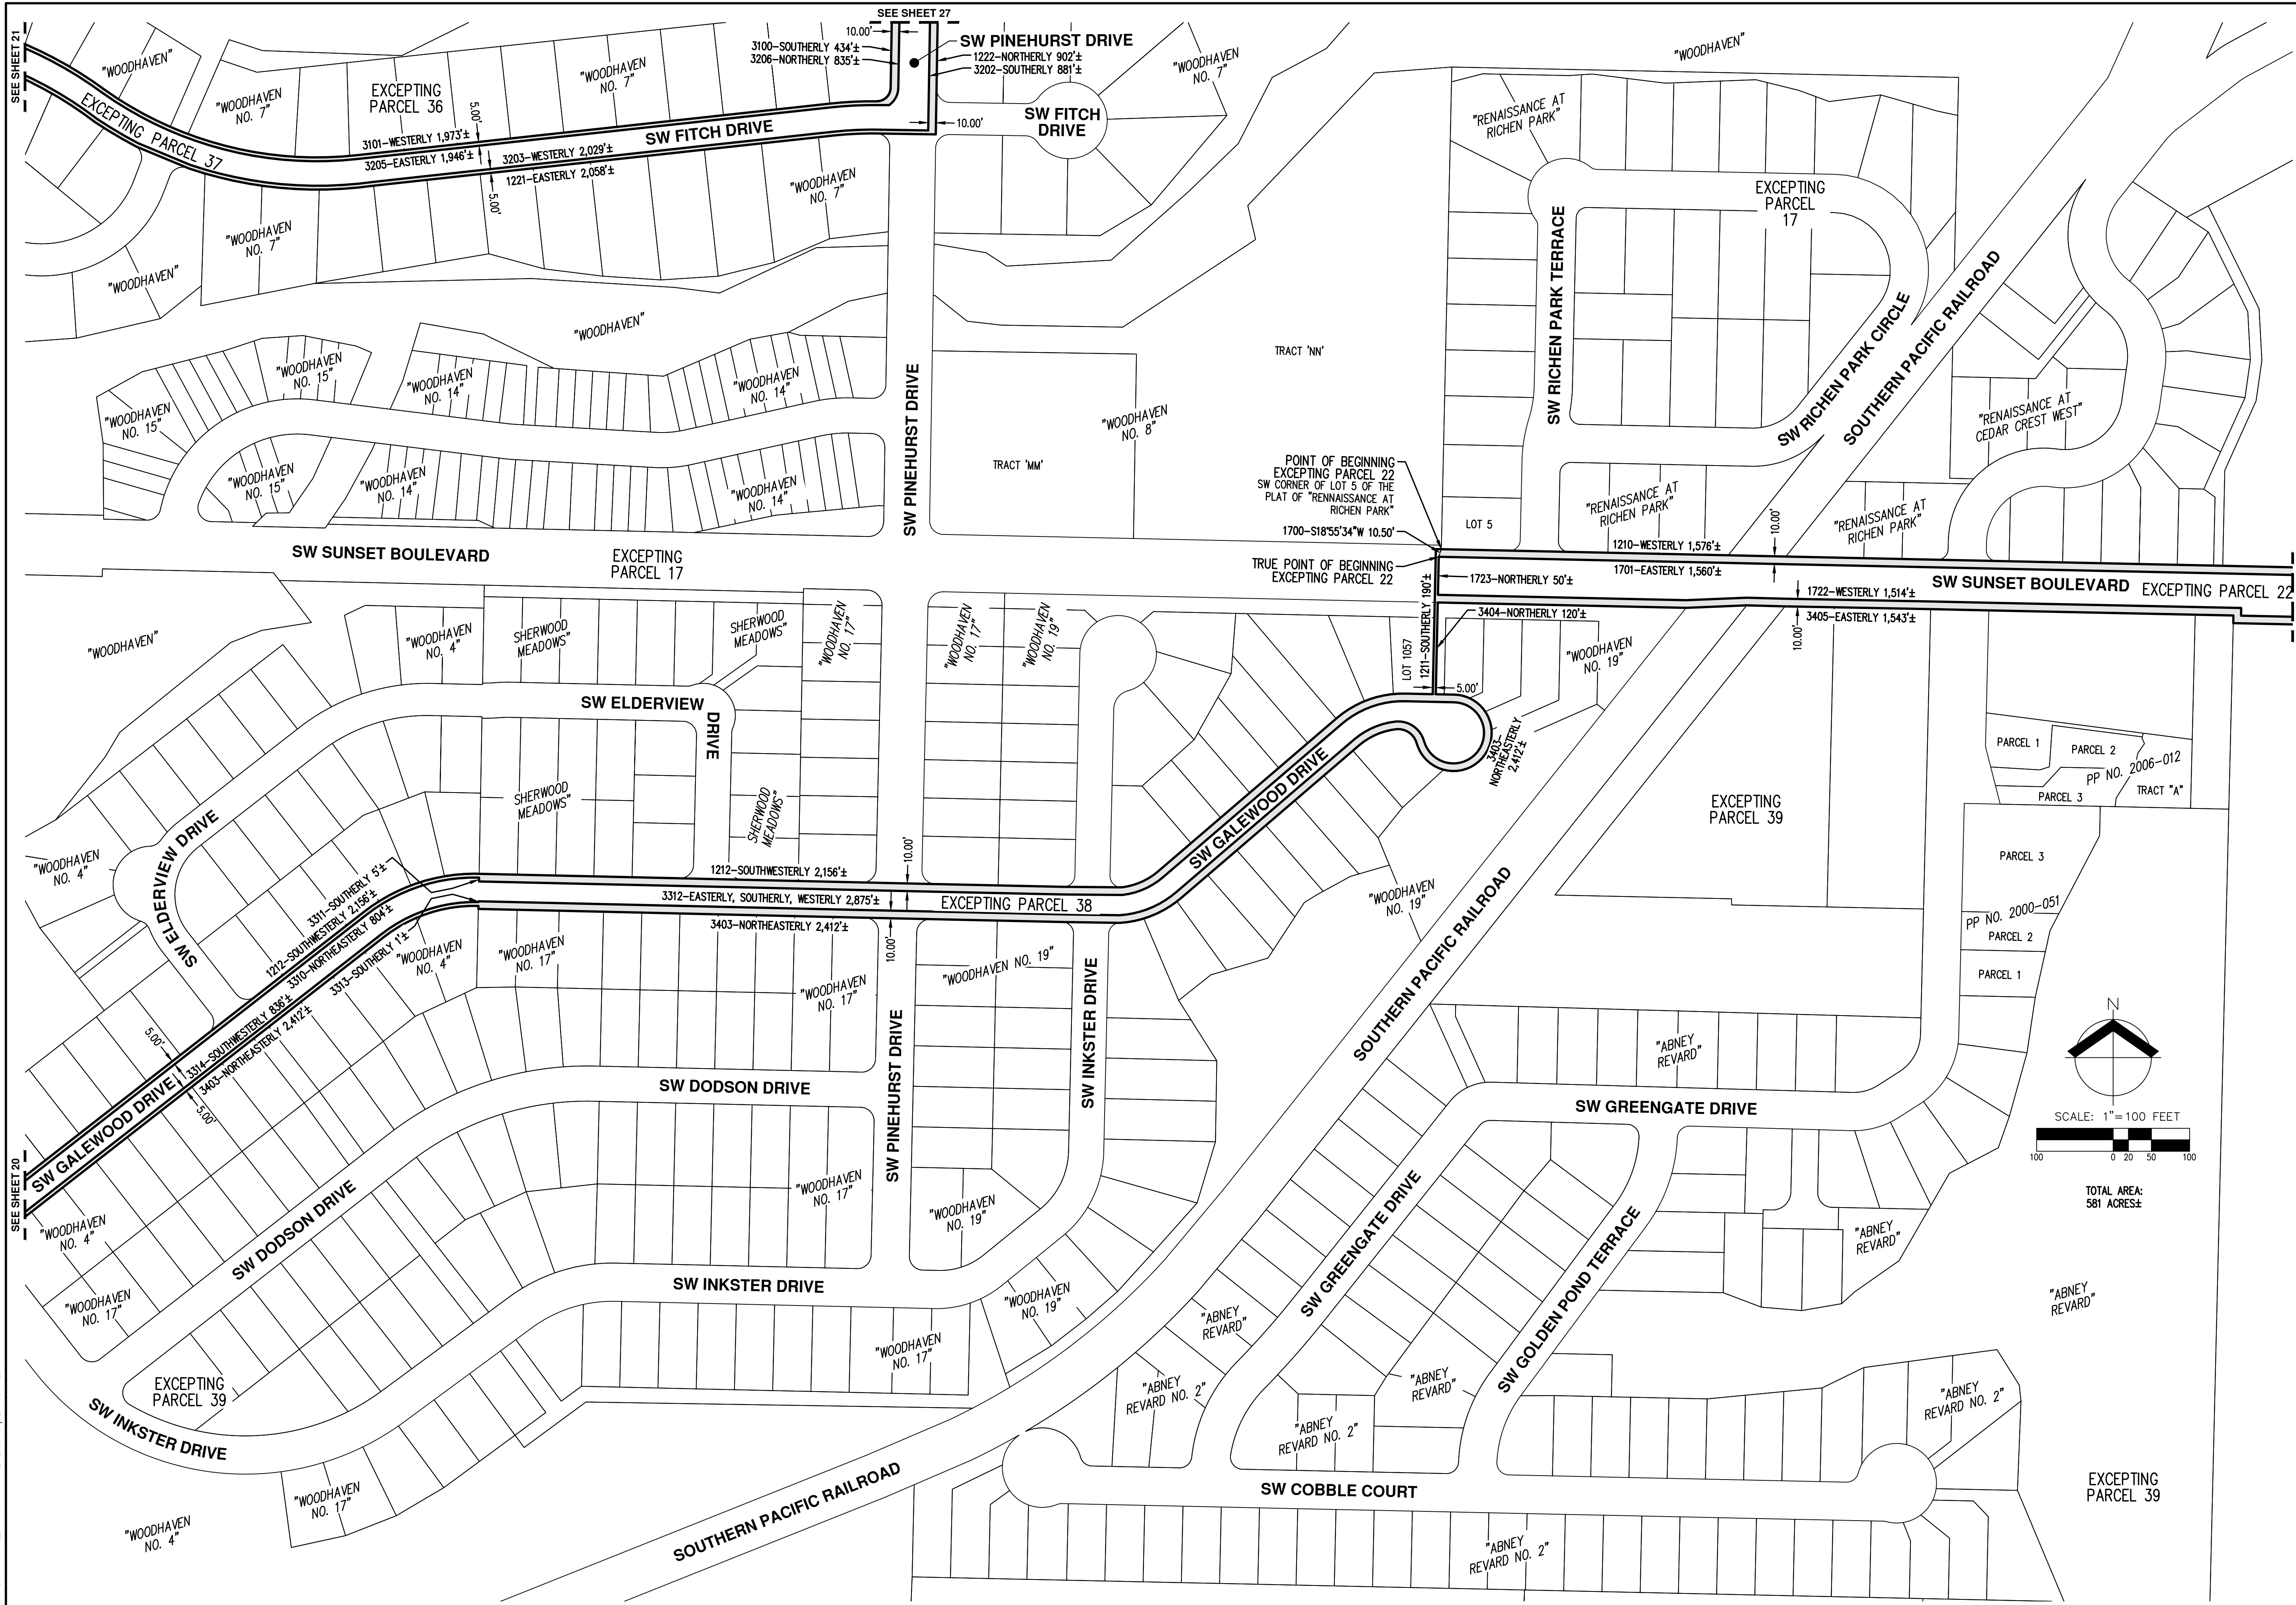 SEE SHEET 27
SEE SHEET 21
10.00'
3100-SOUTHERLY 434'±
3206-NORTHERLY 835'±
SW PINEHURST DRIVE
1222-NORTHERLY 902'±
3202-SOUTHERLY 881'±
"WOODHAVEN"
"WOODHAVEN
NO. 7"
EXCEPTING
PARCEL 36
"WOODHAVEN
NO. 7"
"WOODHAVEN
NO. 7"
"WOODHAVEN"
EXCEPTING PARCEL 37
3101-WESTERLY 1,973'±
3205-EASTERLY 1,946'±
5.00'
3203-WESTERLY 2,029'±
1221-EASTERLY 2,058'±
5.00'
SW FITCH DRIVE
10.00'
SW FITCH
DRIVE
"WOODHAVEN
NO. 7"
"WOODHAVEN
NO. 7"
"WOODHAVEN"
"WOODHAVEN"
"RENAISSANCE AT
RICHEN PARK"
EXCEPTING
PARCEL
17
SW RICHEN PARK TERRACE
SW RICHEN PARK CIRCLE
SOUTHERN PACIFIC RAILROAD
"WOODHAVEN
NO. 15"
"WOODHAVEN
NO. 15"
"WOODHAVEN
NO. 14"
"WOODHAVEN
NO. 14"
"WOODHAVEN
NO. 15"
"WOODHAVEN
NO. 14"
"WOODHAVEN
NO. 14"
SW PINEHURST DRIVE
TRACT 'NN'
"WOODHAVEN
NO. 8"
TRACT 'MM'
"RENAISSANCE AT
CEDAR CREST WEST"
POINT OF BEGINNING
EXCEPTING PARCEL 22
SW CORNER OF LOT 5 OF THE
PLAT OF "RENNAISSANCE AT
RICHEN PARK"
LOT 5
"RENAISSANCE AT
RICHEN PARK"
"RENAISSANCE AT
RICHEN PARK"
10.00'
1700-S18°55'34"W 10.50'
1210-WESTERLY 1,576'±
1701-EASTERLY 1,560'±
TRUE POINT OF BEGINNING
EXCEPTING PARCEL 22
SW SUNSET BOULEVARD
EXCEPTING
PARCEL 17
1723-NORTHERLY 50'±
1722-WESTERLY 1,514'±
SW SUNSET BOULEVARD
EXCEPTING PARCEL 22
3404-NORTHERLY 120'±
3405-EASTERLY 1,543'±
10.00'
LOT 1057
1211-SOUTHERLY 190'±
5.00'
"WOODHAVEN
NO. 19"
"WOODHAVEN"
"WOODHAVEN
NO. 4"
SHERWOOD
MEADOWS"
SHERWOOD
MEADOWS"
"WOODHAVEN
NO. 17"
"WOODHAVEN
NO. 17"
"WOODHAVEN
NO. 19"
SW ELDERVIEW
DRIVE
3403-
NORTHEASTERLY
2,412'±
SW GALEWOOD DRIVE
SHERWOOD
MEADOWS"
SHERWOOD
MEADOWS"
SW ELDERVIEW DRIVE
"WOODHAVEN
NO. 4"
SW ELDERVIEW DRIVE
PARCEL 1
PARCEL 2
PP NO. 2006-012
PARCEL 3
TRACT "A"
EXCEPTING
PARCEL 39
PARCEL 3
PP NO. 2000-051
PARCEL 2
PARCEL 1
10.00'
1212-SOUTHWESTERLY 2,156'±
3312-EASTERLY, SOUTHERLY, WESTERLY 2,875'±
EXCEPTING PARCEL 38
3403-NORTHEASTERLY 2,412'±
10.00'
3311-SOUTHERLY 5'±
1212-SOUTHWESTERLY 2,156'±
3310-NORTHEASTERLY 804'±
3313-SOUTHERLY 1'±
5.00'
3314-SOUTHWESTERLY 836'±
3403-NORTHEASTERLY 2,412'±
5.00'
SW GALEWOOD DRIVE
SEE SHEET 20
"WOODHAVEN
NO. 4"
"WOODHAVEN
NO. 17"
"WOODHAVEN
NO. 17"
"WOODHAVEN NO. 19"
"WOODHAVEN
NO. 19"
SW PINEHURST DRIVE
SW INKSTER DRIVE
SOUTHERN PACIFIC RAILROAD
"ABNEY
REVARD"
SW GREENGATE DRIVE
N
SCALE: 1"=100 FEET
100 0 20 50 100
TOTAL AREA:
581 ACRES±
SW DODSON DRIVE
SW DODSON DRIVE
"WOODHAVEN
NO. 4"
"WOODHAVEN
NO. 17"
"WOODHAVEN
NO. 17"
"WOODHAVEN
NO. 19"
SW GREENGATE DRIVE
SW GOLDEN POND TERRACE
"ABNEY
REVARD"
"ABNEY
REVARD"
SW INKSTER DRIVE
"WOODHAVEN
NO. 19"
"ABNEY
REVARD"
"WOODHAVEN
NO. 17"
EXCEPTING
PARCEL 39
SW INKSTER DRIVE
"ABNEY
REVARD NO. 2"
"ABNEY
REVARD"
"ABNEY
REVARD NO. 2"
"ABNEY
REVARD NO. 2"
"WOODHAVEN
NO. 17"
"WOODHAVEN
NO. 4"
SOUTHERN PACIFIC RAILROAD
SW COBBLE COURT
EXCEPTING
PARCEL 39
"ABNEY
REVARD NO. 2"